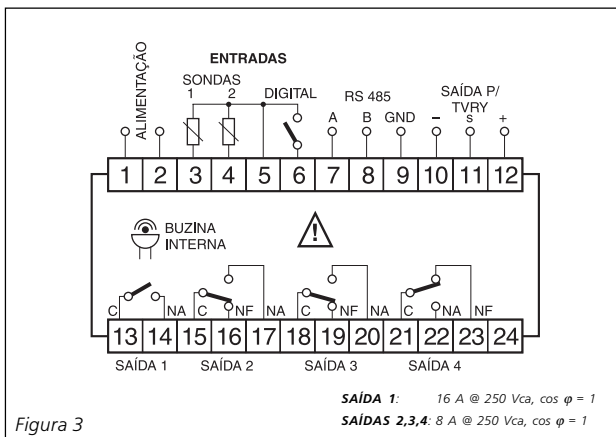 ENTRADAS
ALIMENTAÇÃO
SONDAS
1 2 DIGITAL
RS 485
A B GND
SAÍDA P/
TVRY
– s +
1 2 3 4 5 6 7 8 9 10 11 12
BUZINA
INTERNA
!
C NA C NF NA C NF NA C NA NF
13 14 15 16 17 18 19 20 21 22 23 24
SAÍDA 1 SAÍDA 2 SAÍDA 3 SAÍDA 4
SAÍDA 1: 16 A @ 250 Vca, cos φ = 1
SAÍDAS 2,3,4: 8 A @ 250 Vca, cos φ = 1
Figura 3